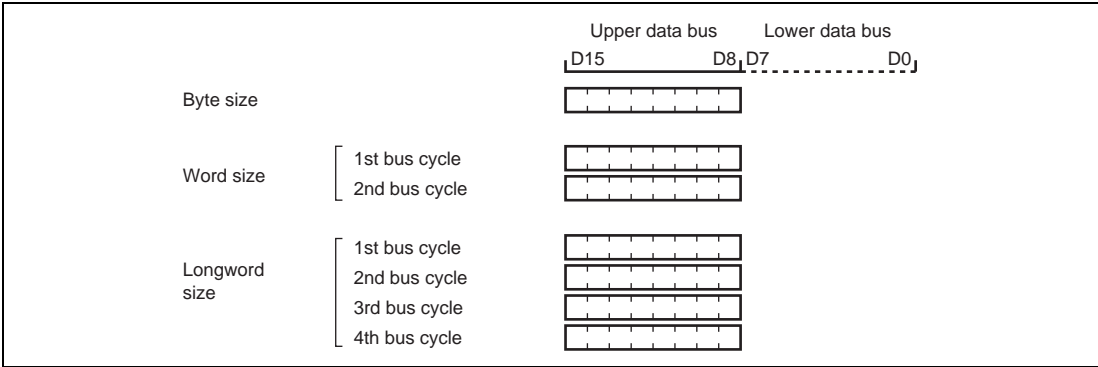 Upper data bus Lower data bus
D15 D8 D7 D0
Byte size
Word size
1st bus cycle
2nd bus cycle
Longword
size
1st bus cycle
2nd bus cycle
3rd bus cycle
4th bus cycle